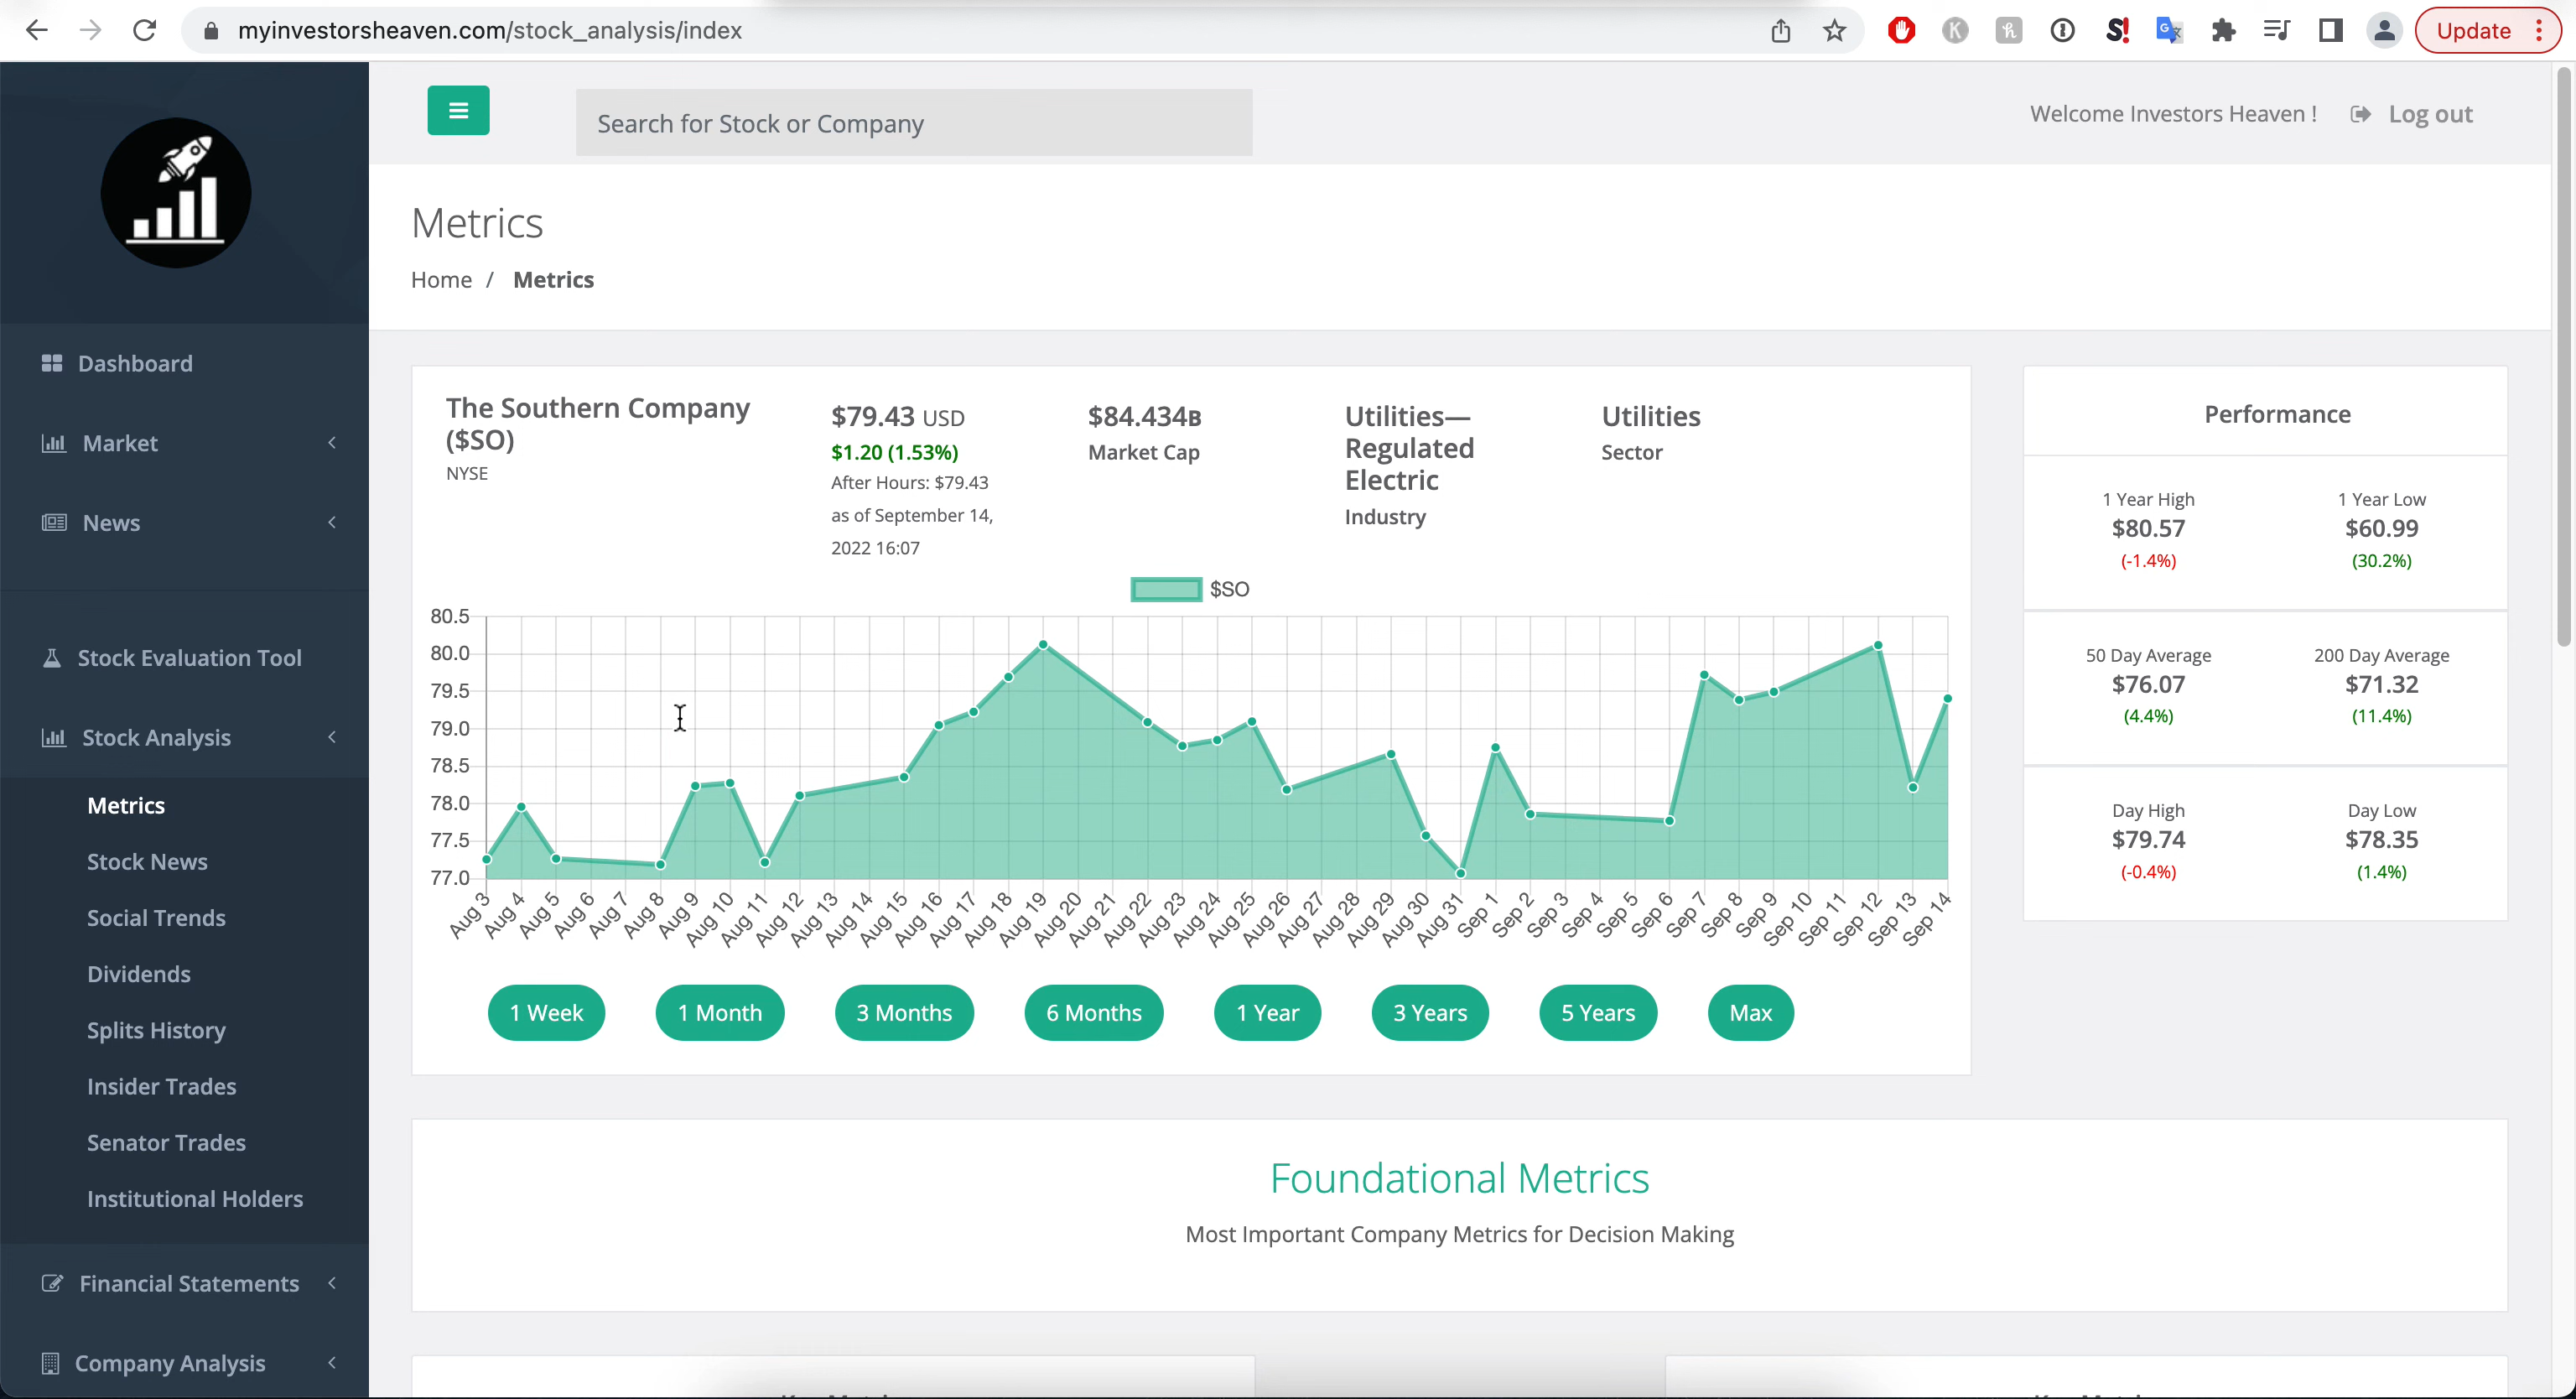 myinvestorsheaven.com/stock_analysis/index
Update
Search for Stock or Company
Welcome Investors Heaven !
Log out
Metrics
Home / Metrics
Dashboard
Market
News
Stock Evaluation Tool
Stock Analysis
Metrics
Stock News
Social Trends
Dividends
Splits History
Insider Trades
Senator Trades
Institutional Holders
Financial Statements
Company Analysis
The Southern Company
($SO)
NYSE
$79.43 USD
$1.20 (1.53%)
After Hours: $79.43
as of September 14,
2022 16:07
$84.434B
Market Cap
Utilities—
Regulated
Electric
Industry
Utilities
Sector
$SO
80.5
80.0
79.5
79.0
78.5
78.0
77.5
77.0
Aug 3
Aug 4
Aug 5
Aug 6
Aug 7
Aug 8
Aug 9
Aug 10
Aug 11
Aug 12
Aug 13
Aug 14
Aug 15
Aug 16
Aug 17
Aug 18
Aug 19
Aug 20
Aug 21
Aug 22
Aug 23
Aug 24
Aug 25
Aug 26
Aug 27
Aug 28
Aug 29
Aug 30
Aug 31
Sep 1
Sep 2
Sep 3
Sep 4
Sep 5
Sep 6
Sep 7
Sep 8
Sep 9
Sep 10
Sep 11
Sep 12
Sep 13
Sep 14
1 Week
1 Month
3 Months
6 Months
1 Year
3 Years
5 Years
Max
Performance
1 Year High
$80.57
(-1.4%)
1 Year Low
$60.99
(30.2%)
50 Day Average
$76.07
(4.4%)
200 Day Average
$71.32
(11.4%)
Day High
$79.74
(-0.4%)
Day Low
$78.35
(1.4%)
Foundational Metrics
Most Important Company Metrics for Decision Making